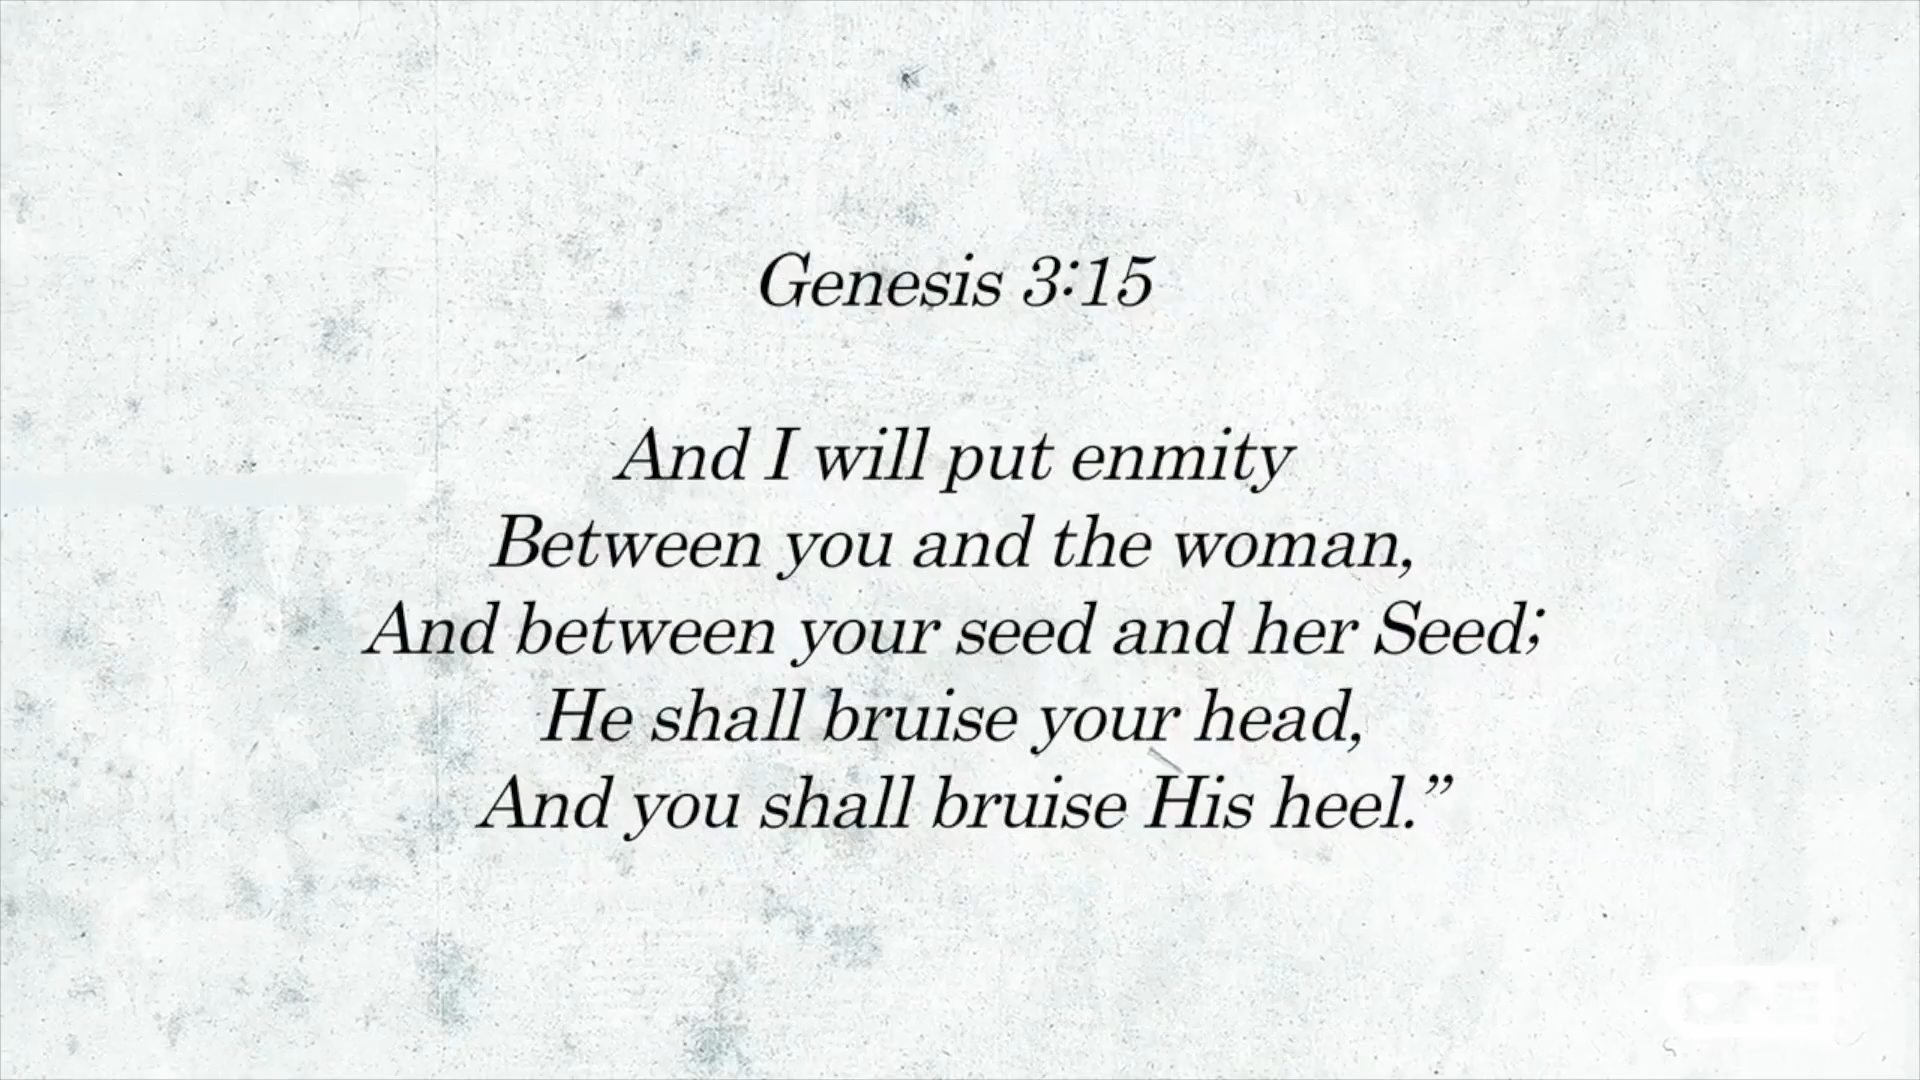 Genesis 3:15
And I will put enmity
Between you and the woman,
And between your seed and her Seed;
He shall bruise your head,
And you shall bruise His heel.”